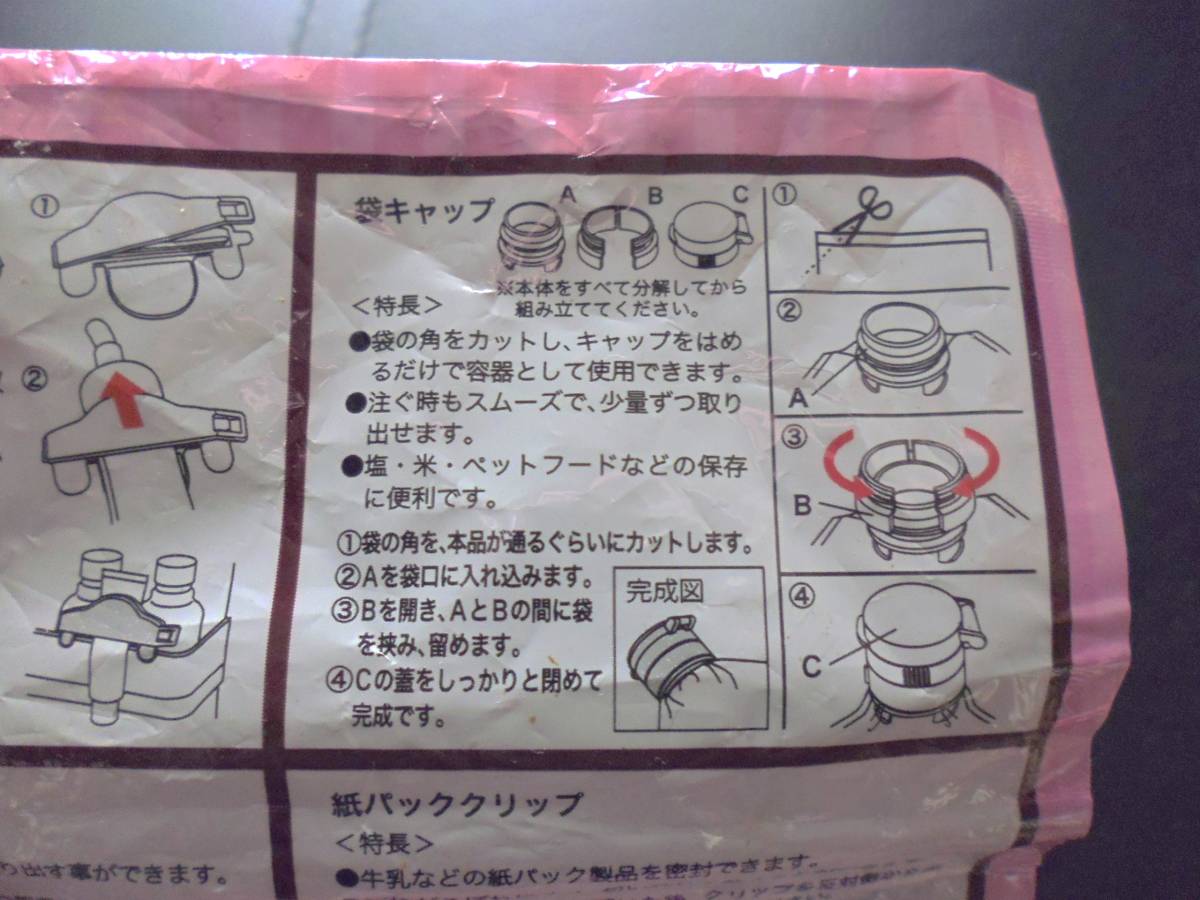 ①
②
袋キャップ
A
B
C
※本体をすべて分解してから
組み立ててください。
＜特長＞
●袋の角をカットし、キャップをはめ
るだけで容器として使用できます。
●注ぐ時もスムーズで、少量ずつ取り
出せます。
●塩・米・ペットフードなどの保存
に便利です。
①袋の角を、本品が通るぐらいにカットします。
②Aを袋口に入れ込みます。
③Bを開き、AとBの間に袋
を挟み、留めます。
④Cの蓋をしっかりと閉めて
完成です。
完成図
①
②
A
③
B
④
C
り出す事ができます。
紙パッククリップ
＜特長＞
●牛乳などの紙パック製品を密封できます。